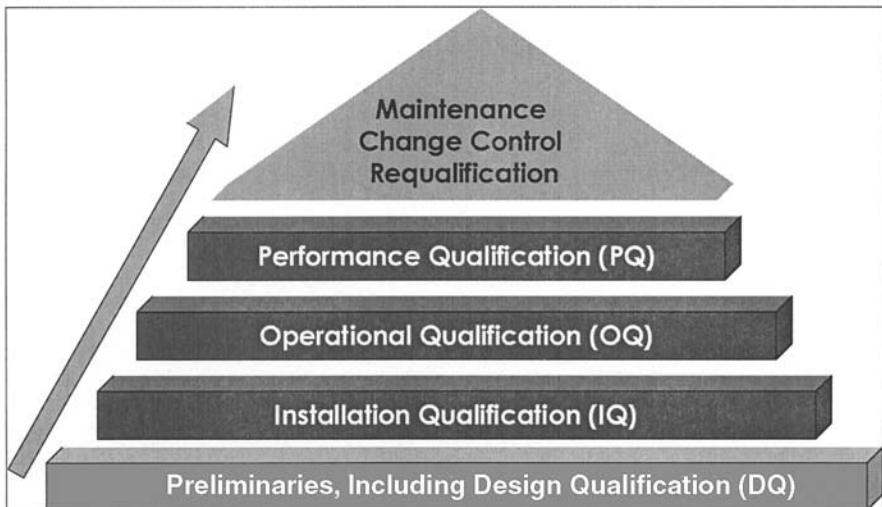 Maintenance
Change Control
Requalification
Performance Qualification (PQ)
Operational Qualification (OQ)
Installation Qualification (IQ)
Preliminaries, Including Design Qualification (DQ)